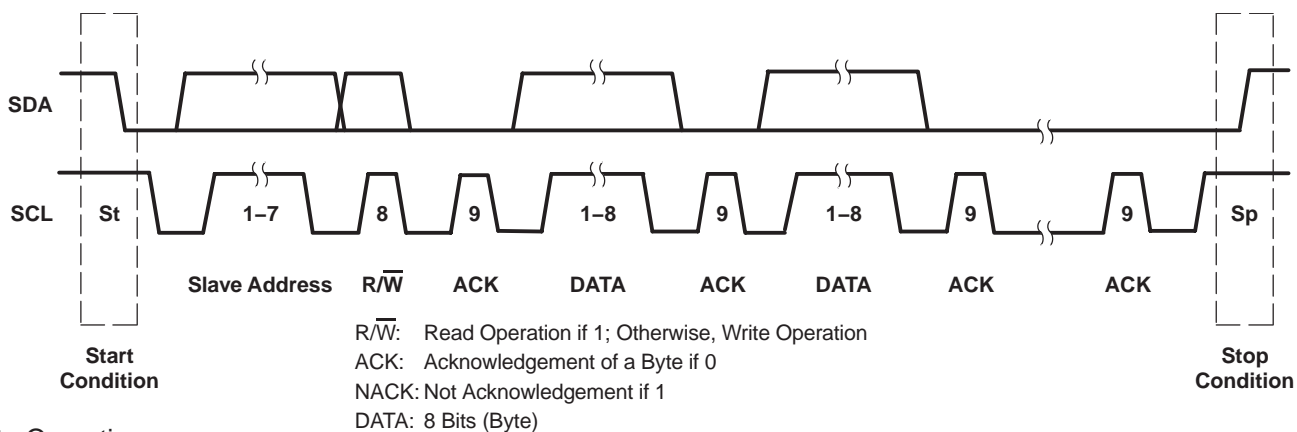 SDA
SCL St 1–7 8 9 1–8 9 1–8 9 9 Sp
Slave Address R/W̅ ACK DATA ACK DATA ACK ACK
Start
Condition
Stop
Condition
R/W̅: Read Operation if 1; Otherwise, Write Operation
ACK: Acknowledgement of a Byte if 0
NACK: Not Acknowledgement if 1
DATA: 8 Bits (Byte)